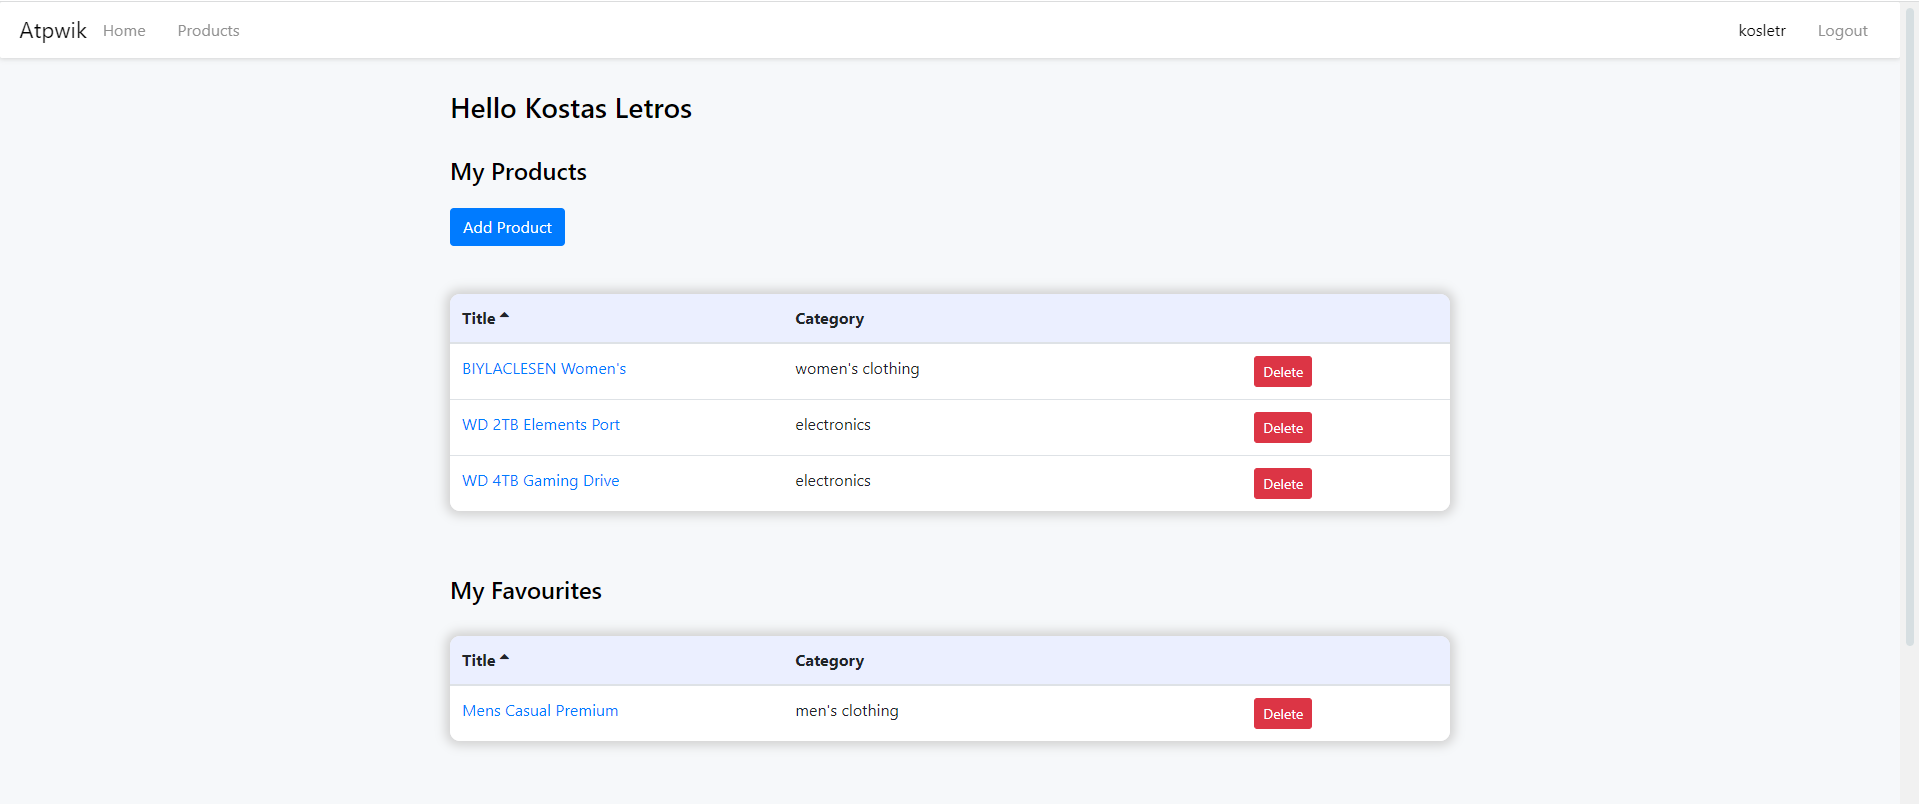 Atpwik Home Products kosletr Logout
Hello Kostas Letros
My Products
Add Product
Title Category
BIYLACLESEN Women's women's clothing Delete
WD 2TB Elements Port electronics Delete
WD 4TB Gaming Drive electronics Delete
My Favourites
Title Category
Mens Casual Premium men's clothing Delete